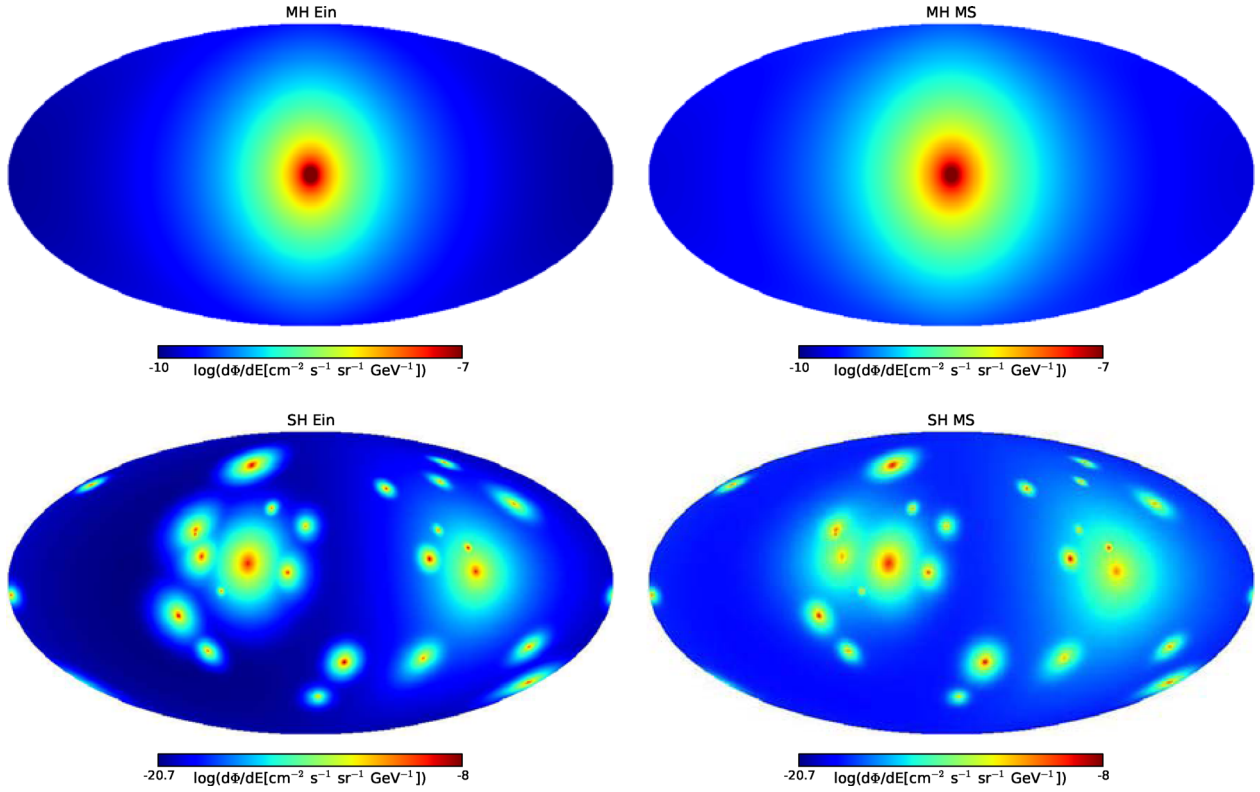 MH Ein
MH MS
-10 log(dΦ/dE[cm⁻² s⁻¹ sr⁻¹ GeV⁻¹]) -7
-10 log(dΦ/dE[cm⁻² s⁻¹ sr⁻¹ GeV⁻¹]) -7
SH Ein
SH MS
-20.7 log(dΦ/dE[cm⁻² s⁻¹ sr⁻¹ GeV⁻¹]) -8
-20.7 log(dΦ/dE[cm⁻² s⁻¹ sr⁻¹ GeV⁻¹]) -8